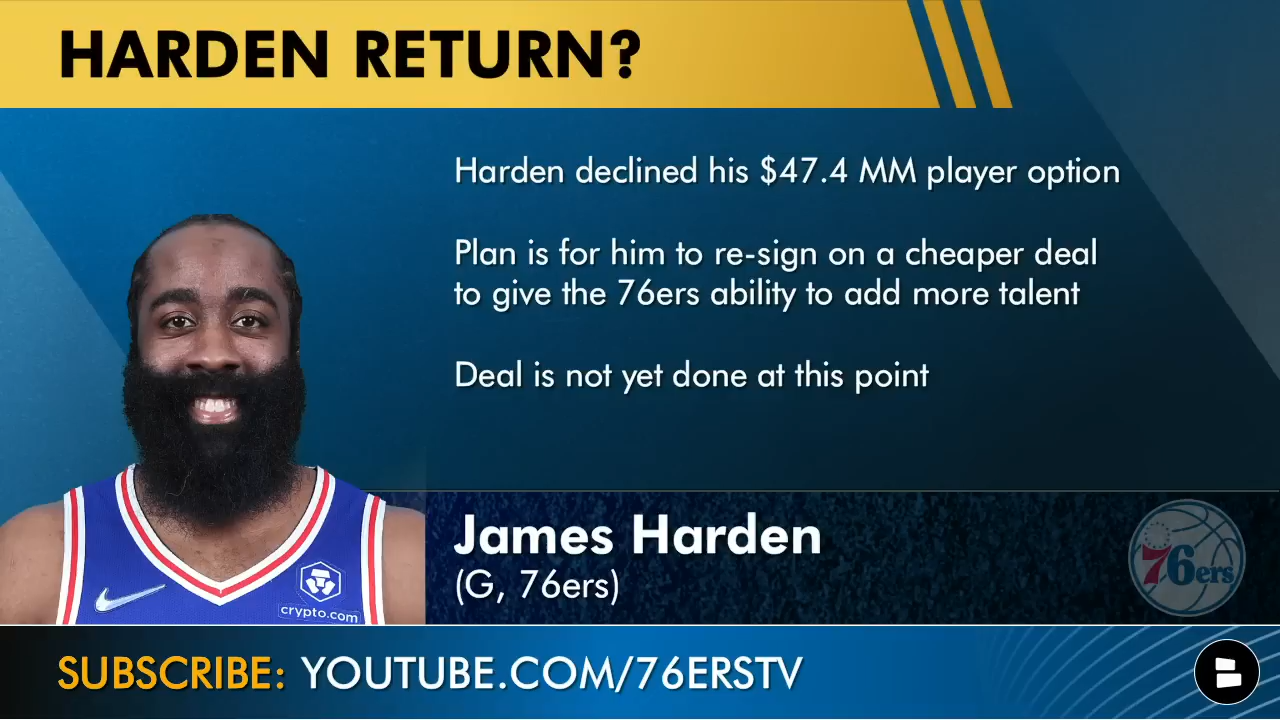 HARDEN RETURN?
Harden declined his $47.4 MM player option
Plan is for him to re-sign on a cheaper deal
to give the 76ers ability to add more talent
Deal is not yet done at this point
crypto.com
James Harden
(G, 76ers)
76ers
SUBSCRIBE: YOUTUBE.COM/76ERSTV